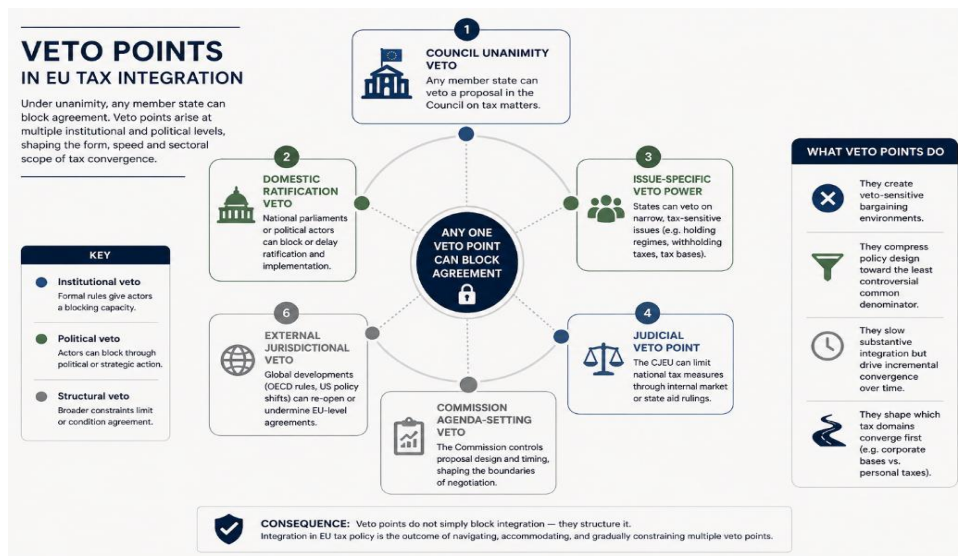 VETO POINTS
IN EU TAX INTEGRATION
Under unanimity, any member state can
block agreement. Veto points arise at
multiple institutional and political levels,
shaping the form, speed and sectoral
scope of tax convergence.
1
COUNCIL UNANIMITY
VETO
Any member state can
veto a proposal in the
Council on tax matters.
2
DOMESTIC
RATIFICATION
VETO
National parliaments
or political actors
can block or delay
ratification and
implementation.
3
ISSUE-SPECIFIC
VETO POWER
States can veto on
narrow, tax-sensitive
issues (e.g. holding
regimes, withholding
taxes, tax bases).
ANY ONE
VETO POINT
CAN BLOCK
AGREEMENT
KEY
Institutional veto
Formal rules give actors
a blocking capacity.
Political veto
Actors can block through
political or strategic action.
Structural veto
Broader constraints limit
or condition agreement.
6
EXTERNAL
JURISDICTIONAL
VETO
Global developments
(OECD rules, US policy
shifts) can re-open or
undermine EU-level
agreements.
4
JUDICIAL
VETO POINT
The CJEU can limit
national tax measures
through internal market
or state aid rulings.
COMMISSION
AGENDA-SETTING
VETO
The Commission controls
proposal design and timing,
shaping the boundaries
of negotiation.
WHAT VETO POINTS DO
They create
veto-sensitive
bargaining
environments.
They compress
policy design
toward the least
controversial
common
denominator.
They slow
substantive
integration but
drive incremental
convergence
over time.
They shape which
tax domains
converge first
(e.g. corporate
bases vs.
personal taxes).
CONSEQUENCE: Veto points do not simply block integration — they structure it.
Integration in EU tax policy is the outcome of navigating, accommodating, and gradually constraining multiple veto points.